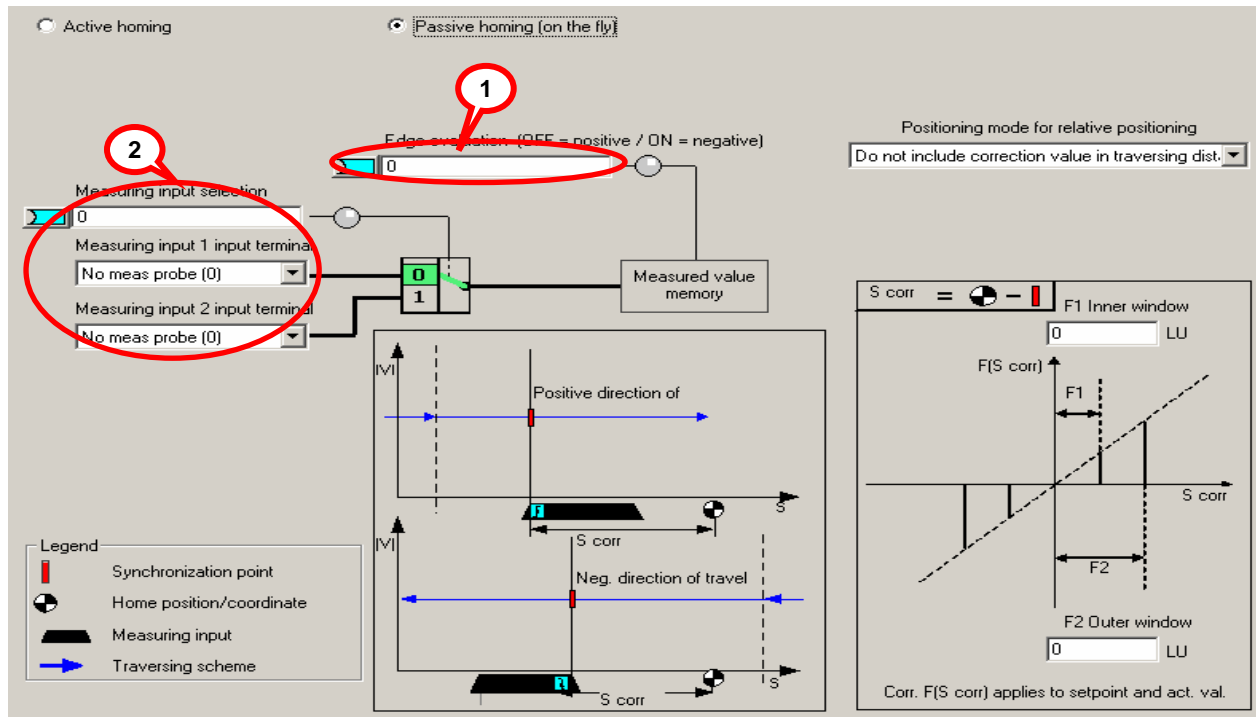 Active homing
Passive homing (on the fly)
1
Edge evaluation (OFF = positive / ON = negative)
0
Positioning mode for relative positioning
Do not include correction value in traversing dist.
2
Measuring input selection
0
Measuring input 1 input terminal
No meas probe (0)
Measuring input 2 input terminal
No meas probe (0)
0
1
Measured value
memory
|V|
Positive direction of
S
S corr
|V|
Neg. direction of travel
S
S corr
S corr = –
F1 Inner window
0 LU
F(S corr)
F1
S corr
F2
F2 Outer window
0 LU
Corr. F(S corr) applies to setpoint and act. val.
Legend
Synchronization point
Home position/coordinate
Measuring input
Traversing scheme